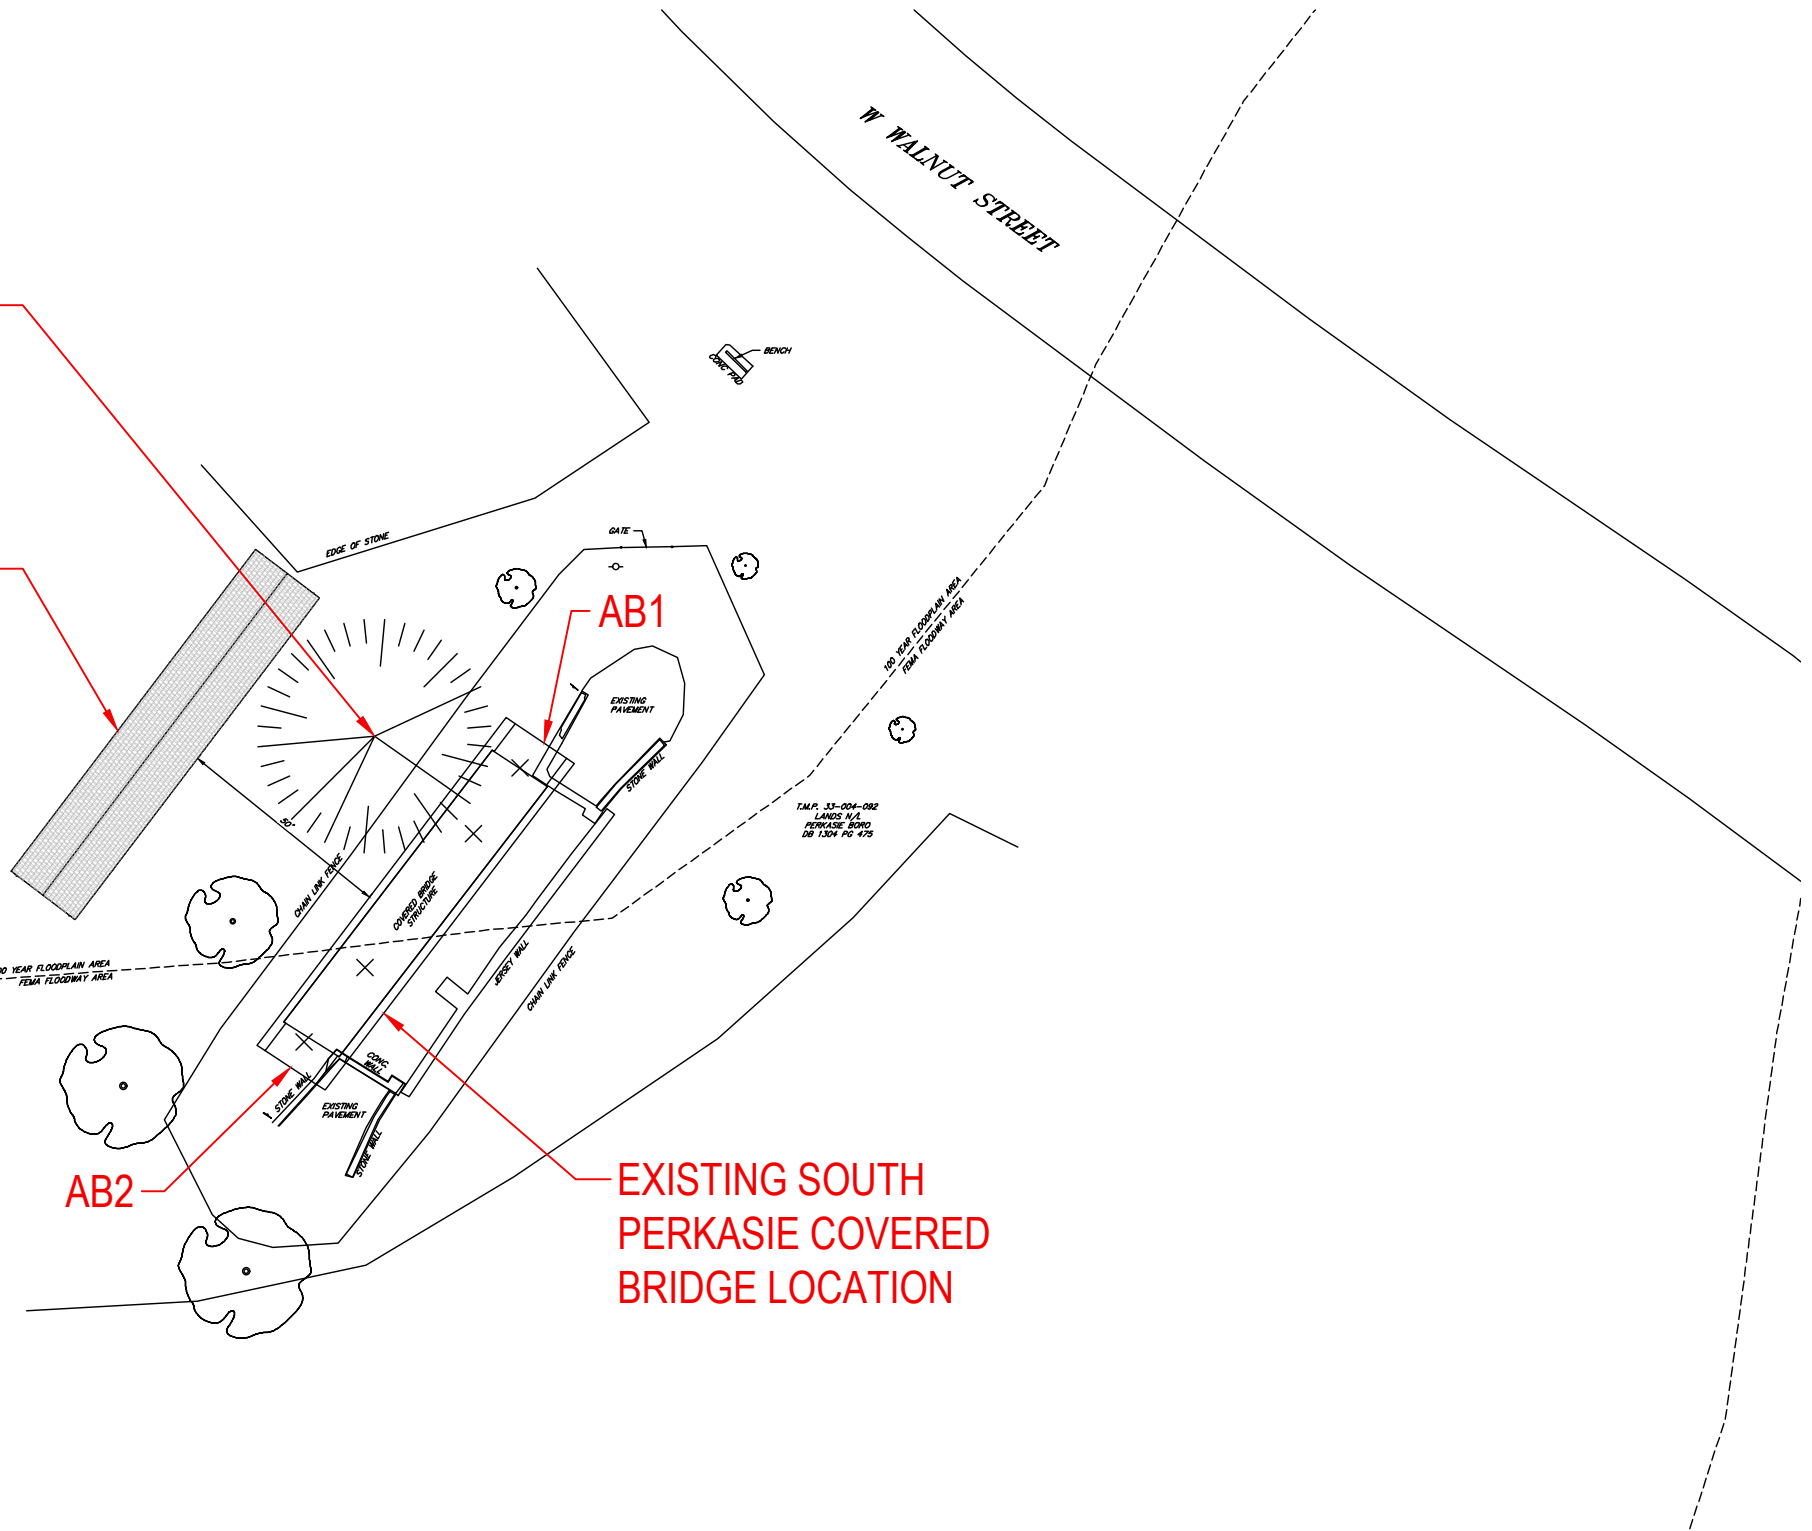 W WALNUT STREET
BENCH
CONC PAD
GATE
EDGE OF STONE
AB1
100 YEAR FLOODPLAIN AREA
FEMA FLOODWAY AREA
EXISTING
PAVEMENT
STONE WALL
T.M.P. 33-004-092
LANDS N/L
PERKASIE BORO
DB 1304 PG 475
50'
CHAIN LINK FENCE
COVERED BRIDGE
STRUCTURE
JERSEY WALL
CHAIN LINK FENCE
YEAR FLOODPLAIN AREA
FEMA FLOODWAY AREA
CONC.
WALL
STONE WALL
EXISTING
PAVEMENT
STONE WALL
AB2
EXISTING SOUTH
PERKASIE COVERED
BRIDGE LOCATION